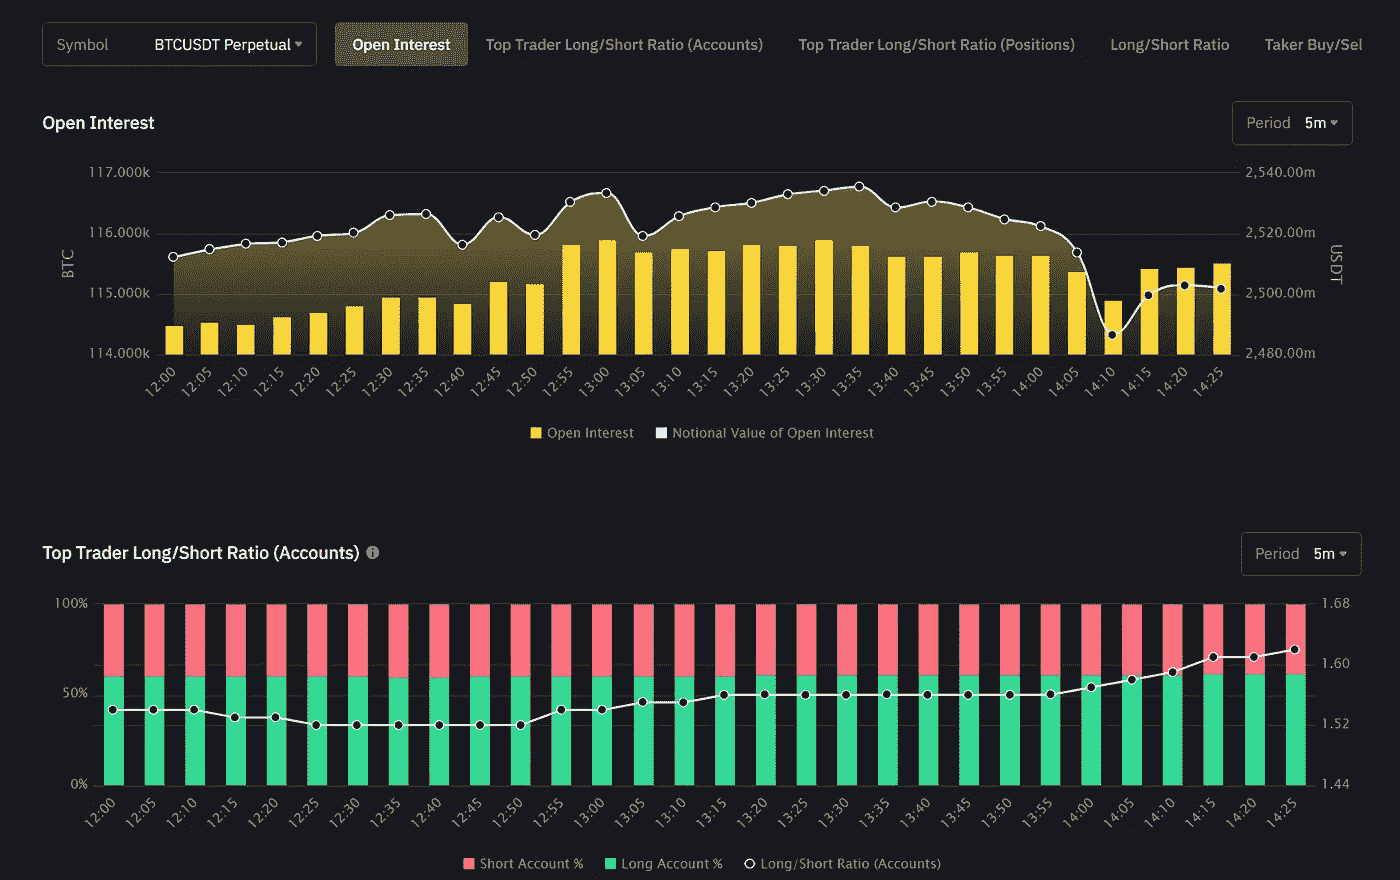 Symbol BTCUSDT Perpetual Open Interest Top Trader Long/Short Ratio (Accounts) Top Trader Long/Short Ratio (Positions) Long/Short Ratio Taker Buy/Sel
Open Interest Period 5m
117.000k 2,540.00m
116.000k 2,520.00m
BTC USDT
115.000k 2,500.00m
114.000k 2,480.00m
12:00 12:05 12:10 12:15 12:20 12:25 12:30 12:35 12:40 12:45 12:50 12:55 13:00 13:05 13:10 13:15 13:20 13:25 13:30 13:35 13:40 13:45 13:50 13:55 14:00 14:05 14:10 14:15 14:20 14:25
Open Interest Notional Value of Open Interest
Top Trader Long/Short Ratio (Accounts) Period 5m
100% 1.68
1.60
50%
1.52
0% 1.44
12:00 12:05 12:10 12:15 12:20 12:25 12:30 12:35 12:40 12:45 12:50 12:55 13:00 13:05 13:10 13:15 13:20 13:25 13:30 13:35 13:40 13:45 13:50 13:55 14:00 14:05 14:10 14:15 14:20 14:25
Short Account % Long Account % Long/Short Ratio (Accounts)